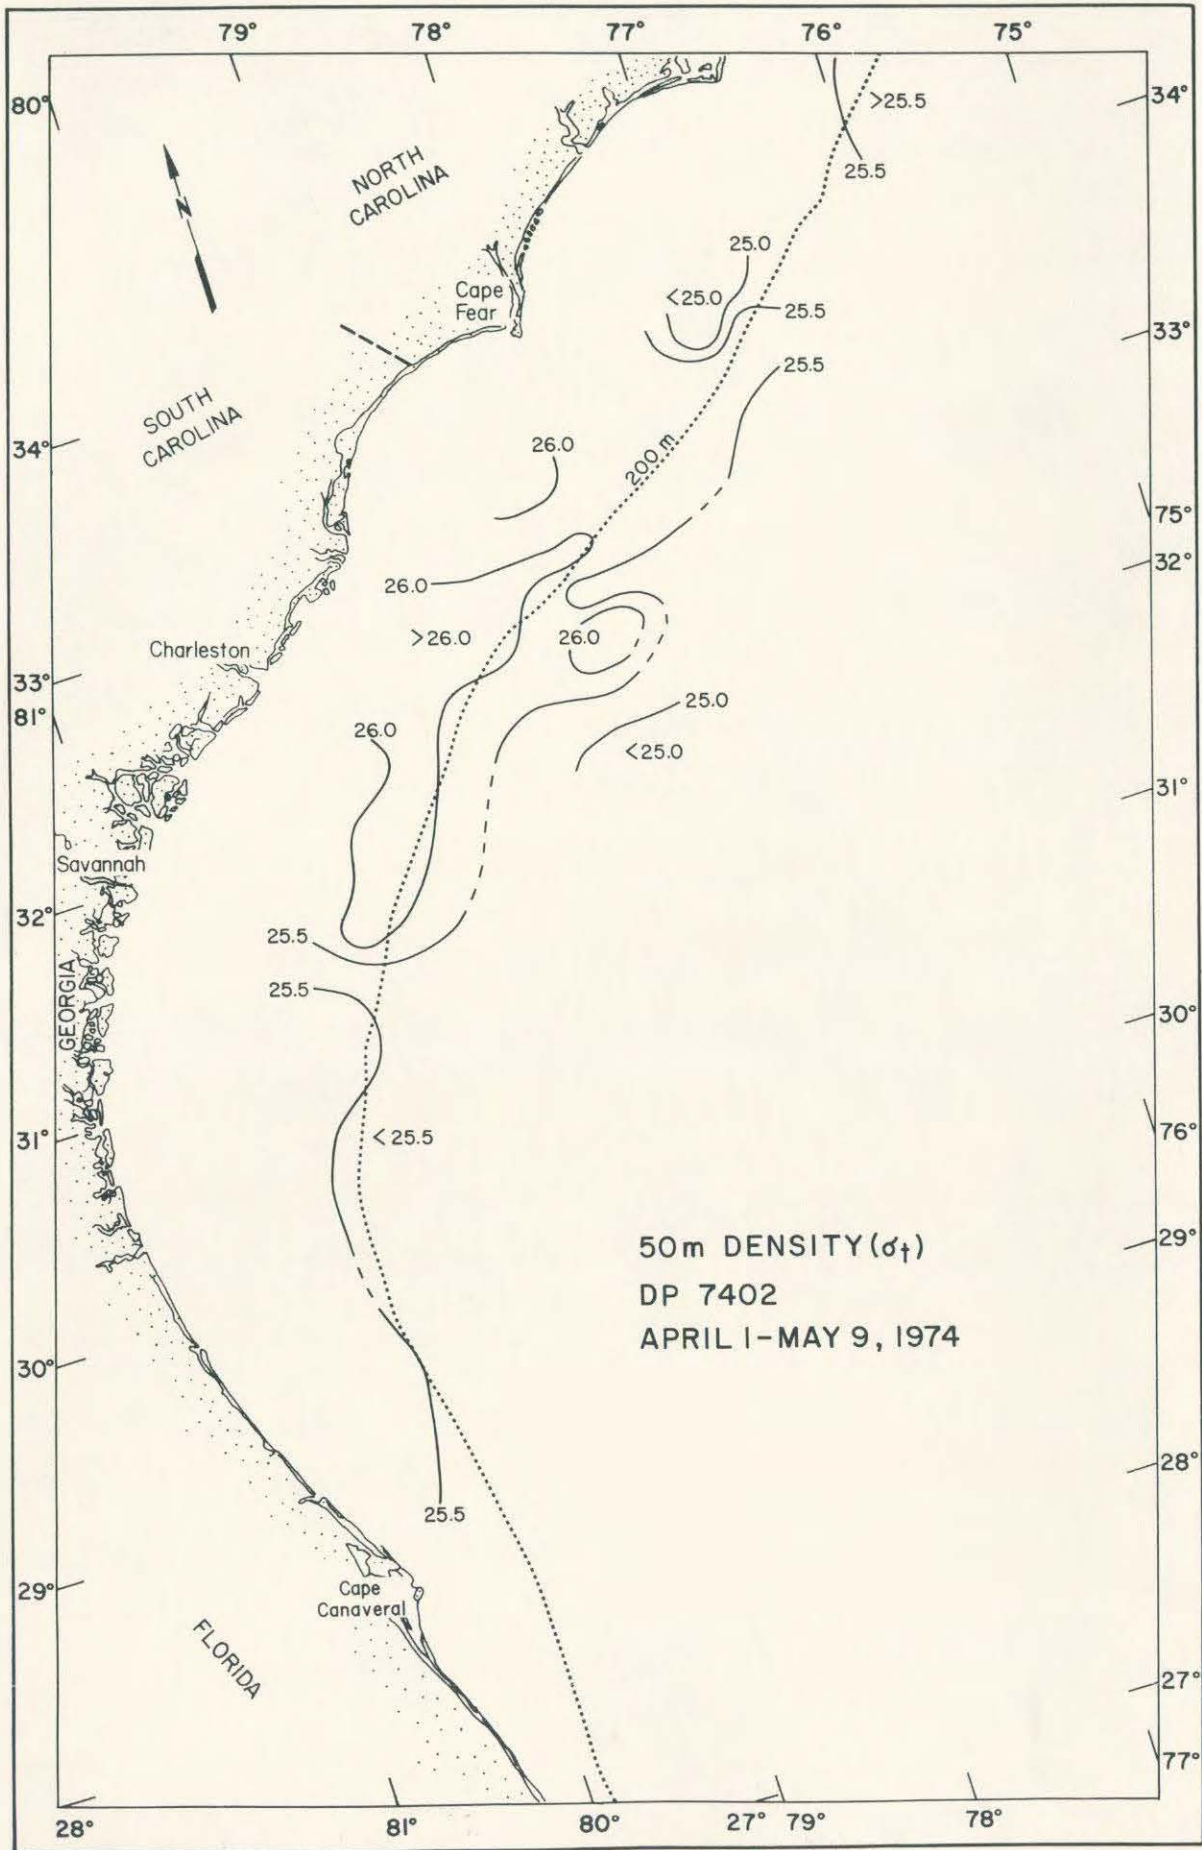 79°
78°
77°
76°
75°
80°
34°
>25.5
25.5
NORTH
CAROLINA
N
25.0
<25.0
25.5
33°
Cape
Fear
25.5
SOUTH
CAROLINA
34°
26.0
200 m
75°
32°
26.0
>26.0
26.0
Charleston
33°
81°
25.0
26.0
<25.0
31°
Savannah
32°
25.5
GEORGIA
25.5
30°
31°
<25.5
76°
50m DENSITY (σt)
29°
DP 7402
APRIL 1-MAY 9, 1974
30°
28°
25.5
29°
Cape
Canaveral
FLORIDA
27°
77°
28°
81°
80°
27°
79°
78°